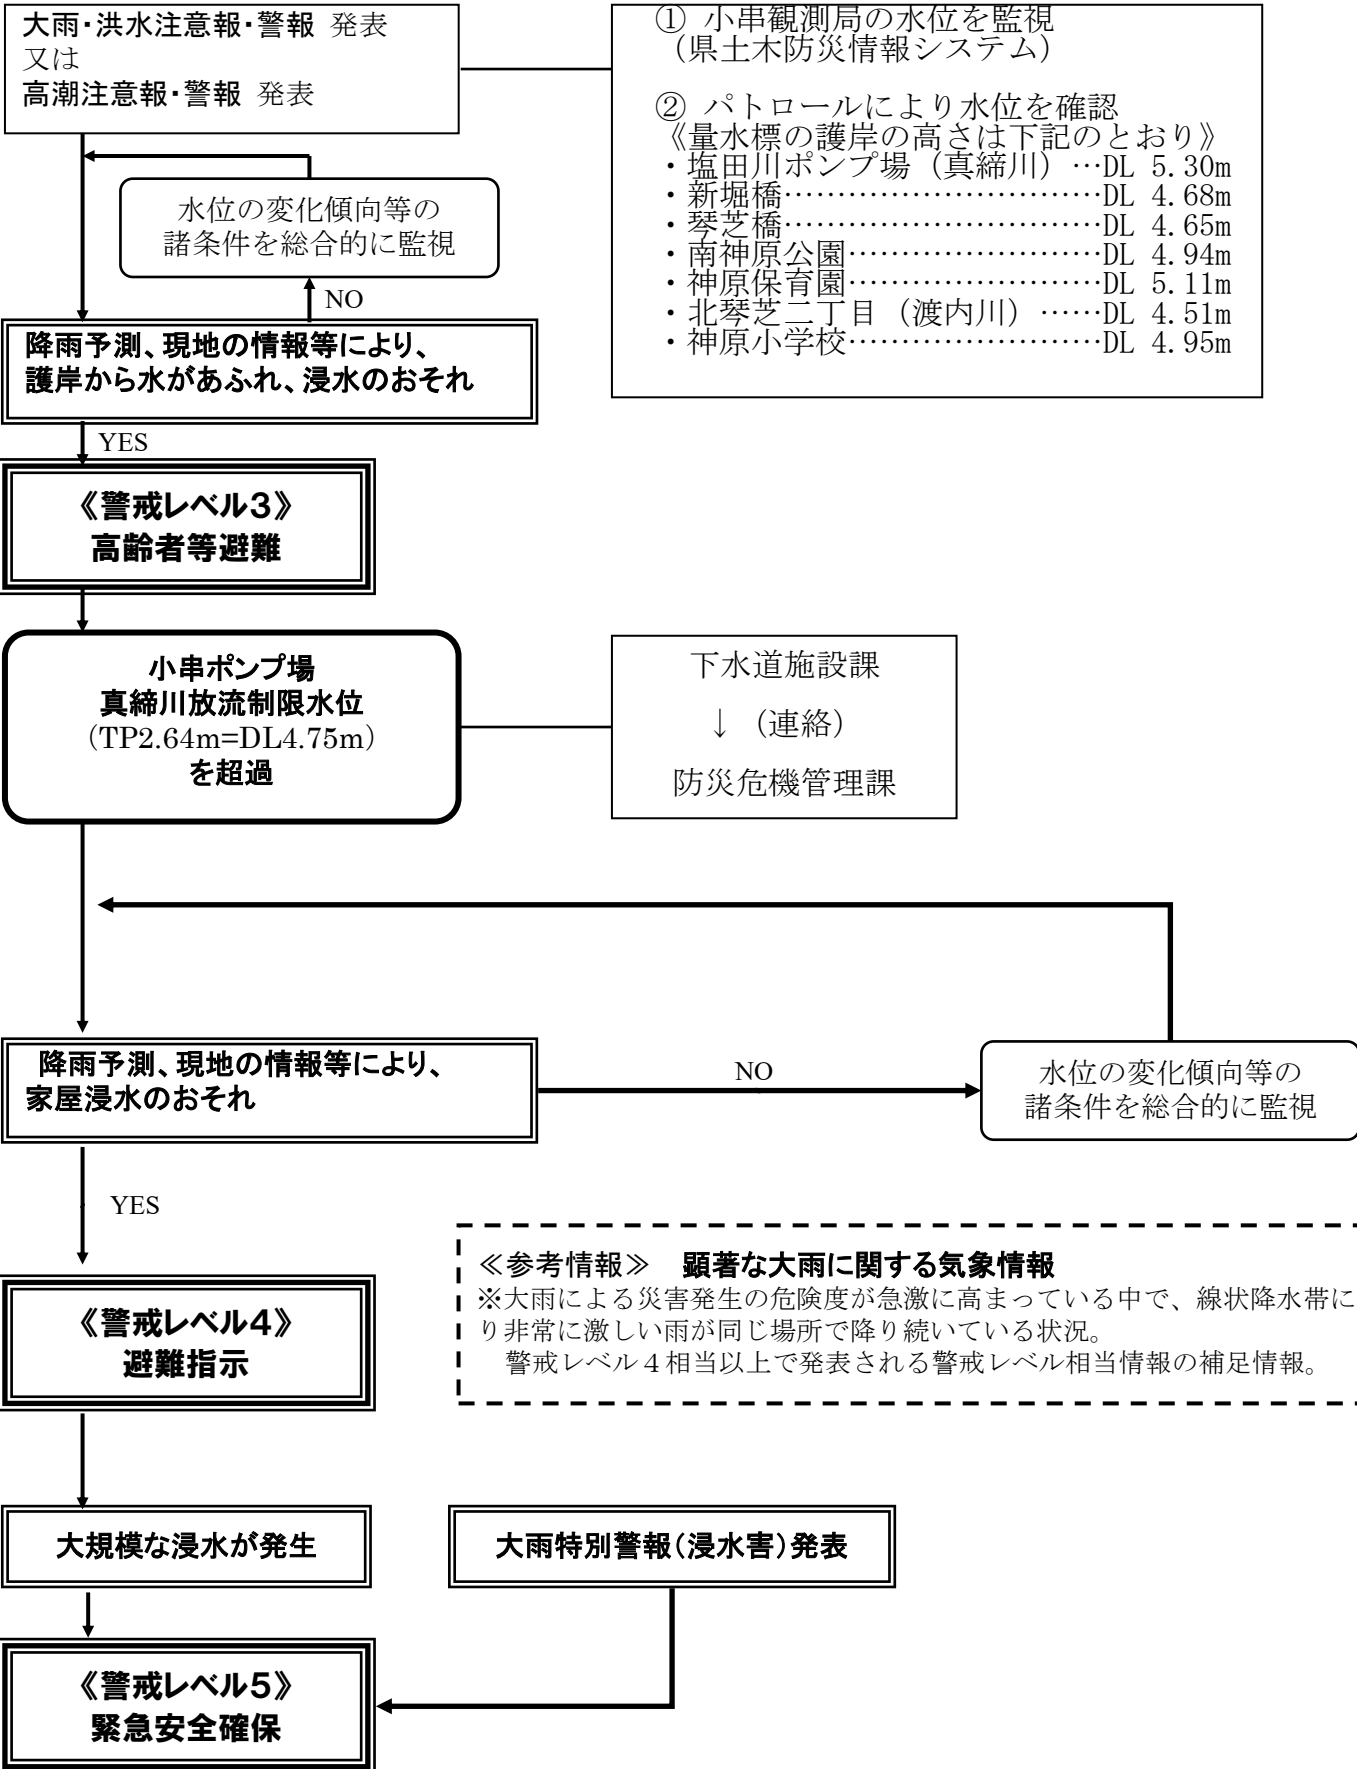 大雨・洪水注意報・警報 発表
又は
高潮注意報・警報 発表
① 小串観測局の水位を監視
（県土木防災情報システム）
② パトロールにより水位を確認
《量水標の護岸の高さは下記のとおり》
・塩田川ポンプ場（真締川）…DL 5.30m
・新堀橋…………………………DL 4.68m
・琴芝橋…………………………DL 4.65m
・南神原公園……………………DL 4.94m
・神原保育園……………………DL 5.11m
・北琴芝二丁目（渡内川）……DL 4.51m
・神原小学校……………………DL 4.95m
水位の変化傾向等の
諸条件を総合的に監視
NO
降雨予測、現地の情報等により、
護岸から水があふれ、浸水のおそれ
YES
《警戒レベル３》
高齢者等避難
小串ポンプ場
真締川放流制限水位
（TP2.64m=DL4.75m）
を超過
下水道施設課
↓（連絡）
防災危機管理課
降雨予測、現地の情報等により、
家屋浸水のおそれ
NO
水位の変化傾向等の
諸条件を総合的に監視
YES
《警戒レベル４》
避難指示
≪参考情報≫ 顕著な大雨に関する気象情報
※大雨による災害発生の危険度が急激に高まっている中で、線状降水帯に
り非常に激しい雨が同じ場所で降り続いている状況。
警戒レベル４相当以上で発表される警戒レベル相当情報の補足情報。
大規模な浸水が発生
大雨特別警報（浸水害）発表
《警戒レベル５》
緊急安全確保